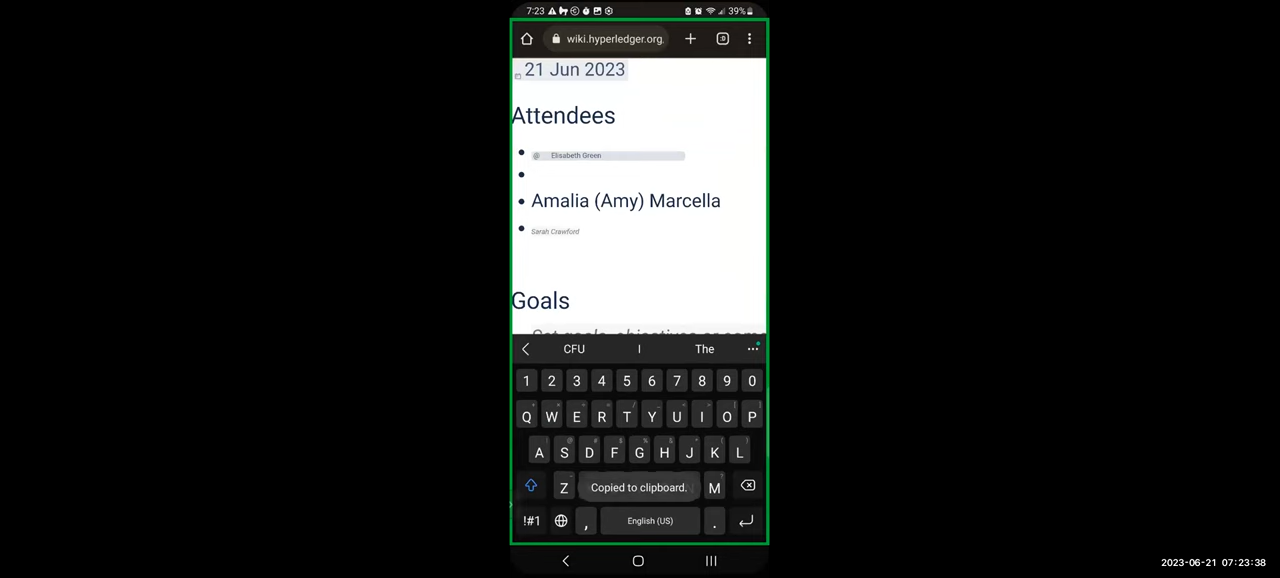 7:23
39%
wiki.hyperledger.org.
:D
21 Jun 2023
Attendees
@ Elisabeth Green
Amalia (Amy) Marcella
Sarah Crawford
Goals
CFU I The
1 2 3 4 5 6 7 8 9 0
Q W E R T Y U I O P
A S D F G H J K L
Z Copied to clipboard. M
!#1 , English (US) .
2023-06-21 07:23:38